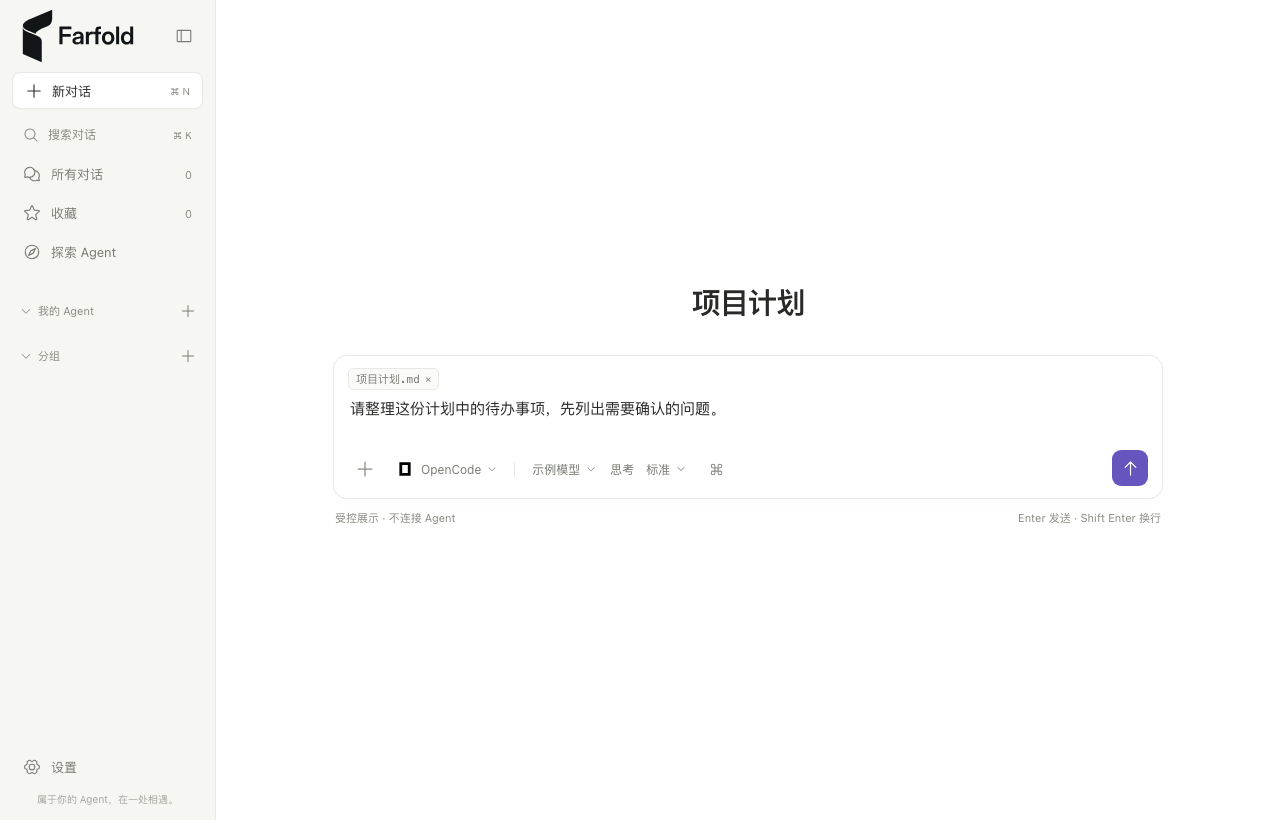 Farfold
新对话 ⌘ N
搜索对话 ⌘ K
所有对话 0
收藏 0
探索 Agent
我的 Agent
分组
设置
属于你的 Agent，在一处相遇。
项目计划
项目计划.md ×
请整理这份计划中的待办事项，先列出需要确认的问题。
OpenCode 示例模型 思考 标准 ⌘
受控展示 · 不连接 Agent
Enter 发送 · Shift Enter 换行